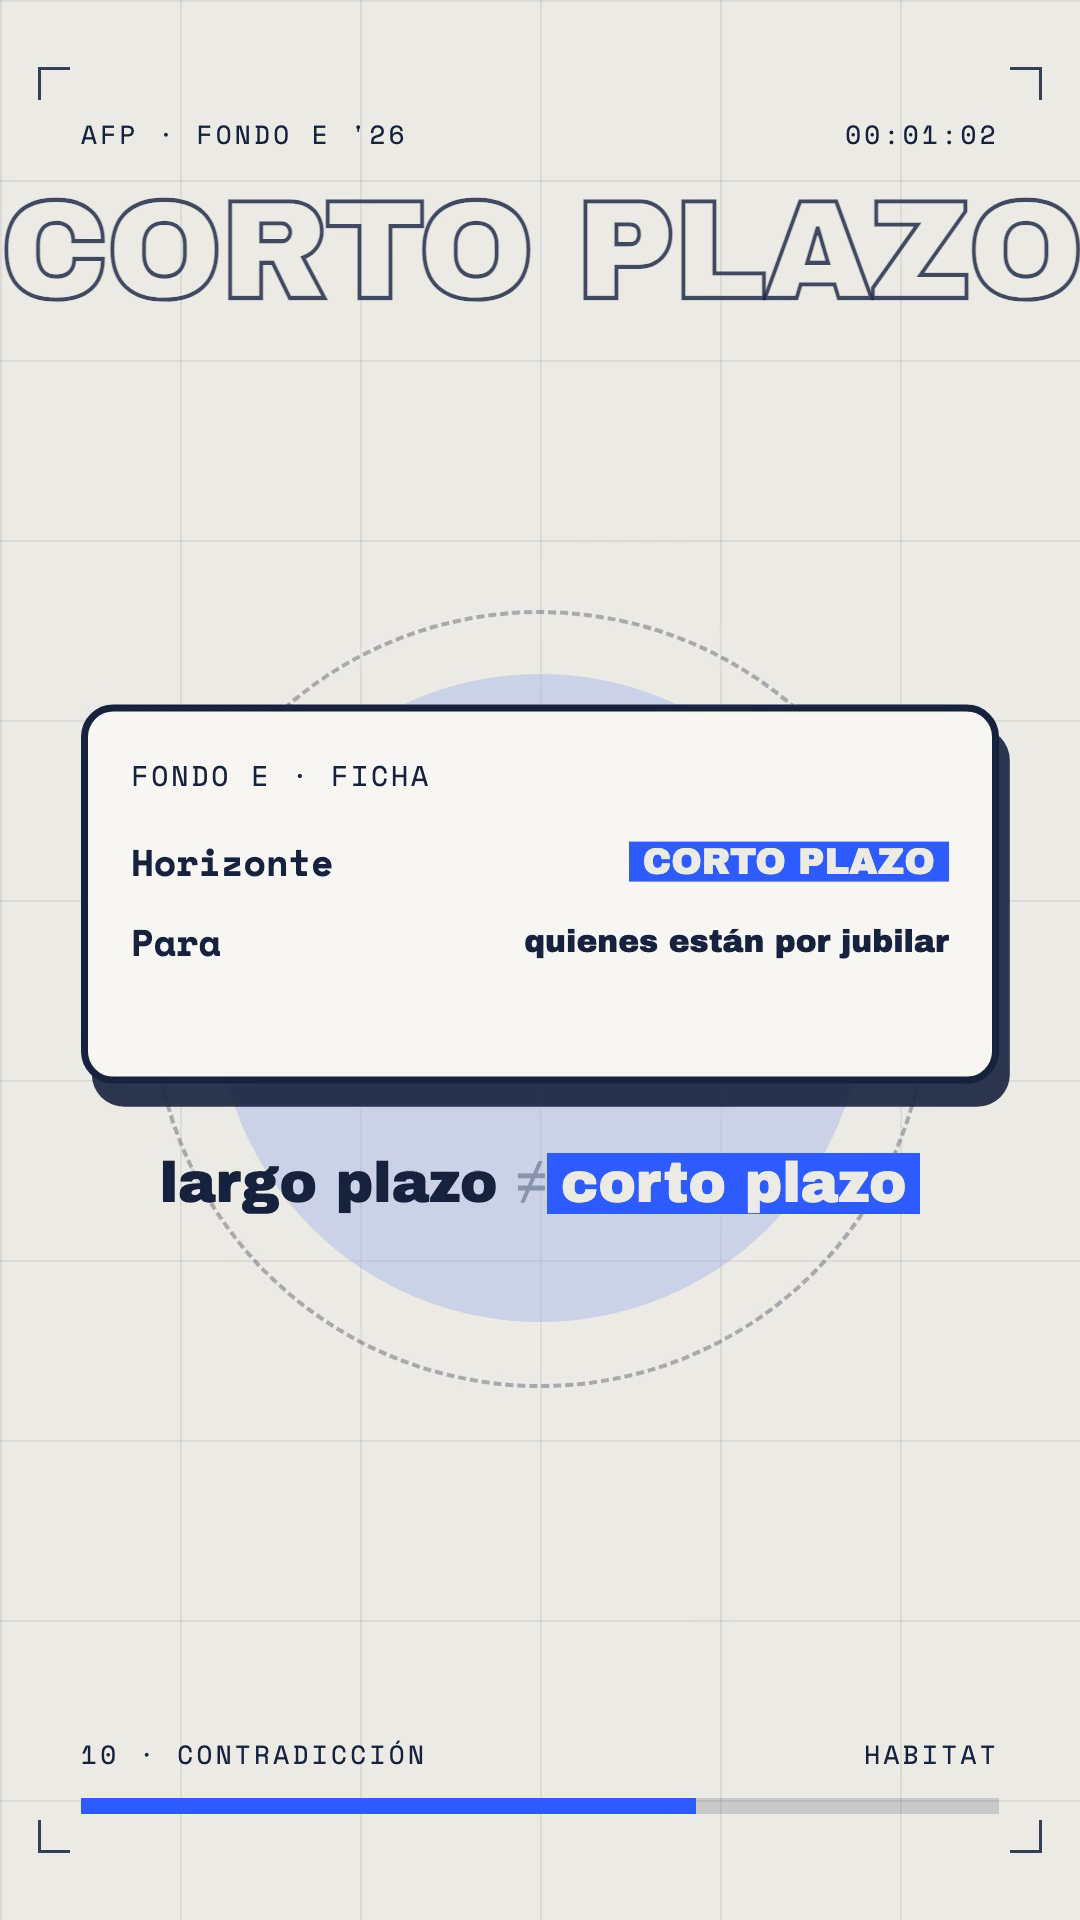 AFP · FONDO E '26
00:01:02
CORTO PLAZO
FONDO E · FICHA
Horizonte CORTO PLAZO
Para quienes están por jubilar
largo plazo ≠ corto plazo
10 · CONTRADICCIÓN
HABITAT